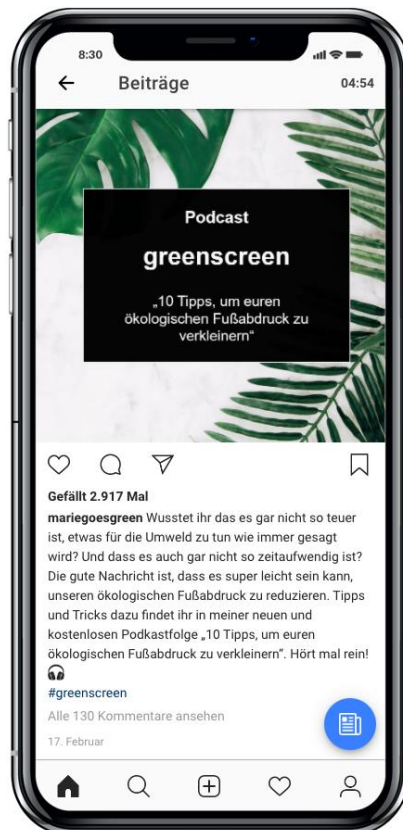 8:30
Beiträge
04:54
Podcast
greenscreen
„10 Tipps, um euren
ökologischen Fußabdruck zu
verkleinern“
Gefällt 2.917 Mal
mariegoesgreen Wusstet ihr das es gar nicht so teuer
ist, etwas für die Umweld zu tun wie immer gesagt
wird? Und dass es auch gar nicht so zeitaufwendig ist?
Die gute Nachricht ist, dass es super leicht sein kann,
unseren ökologischen Fußabdruck zu reduzieren. Tipps
und Tricks dazu findet ihr in meiner neuen und
kostenlosen Podkastfolge „10 Tipps, um euren
ökologischen Fußabdruck zu verkleinern“. Hört mal rein!
🎧
#greenscreen
Alle 130 Kommentare ansehen
17. Februar